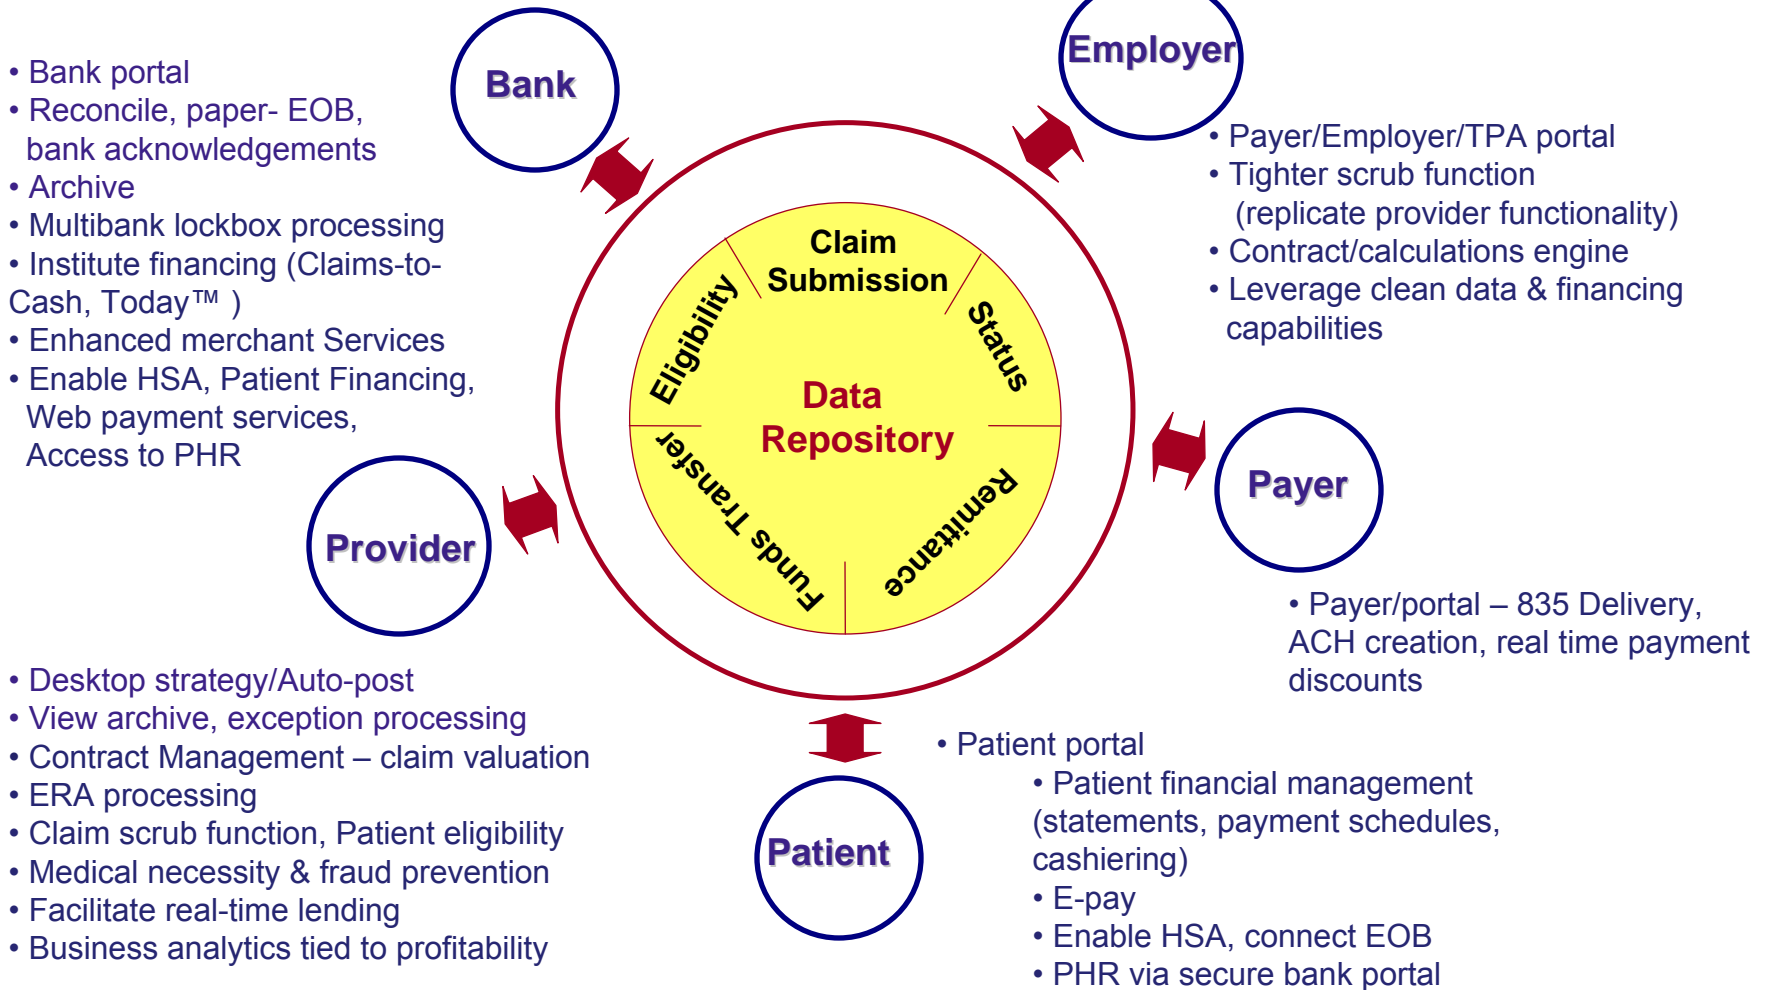 Bank
• Bank portal
• Reconcile, paper- EOB,
bank acknowledgements
• Archive
• Multibank lockbox processing
• Institute financing (Claims-to-
Cash, Today™ )
• Enhanced merchant Services
• Enable HSA, Patient Financing,
Web payment services,
Access to PHR
Employer
• Payer/Employer/TPA portal
• Tighter scrub function
(replicate provider functionality)
• Contract/calculations engine
• Leverage clean data & financing
capabilities
Claim
Submission
Eligibility
Status
Data
Repository
Funds Transfer
Remittance
Payer
• Payer/portal – 835 Delivery,
ACH creation, real time payment
discounts
Provider
• Desktop strategy/Auto-post
• View archive, exception processing
• Contract Management – claim valuation
• ERA processing
• Claim scrub function, Patient eligibility
• Medical necessity & fraud prevention
• Facilitate real-time lending
• Business analytics tied to profitability
Patient
• Patient portal
• Patient financial management
(statements, payment schedules,
cashiering)
• E-pay
• Enable HSA, connect EOB
• PHR via secure bank portal